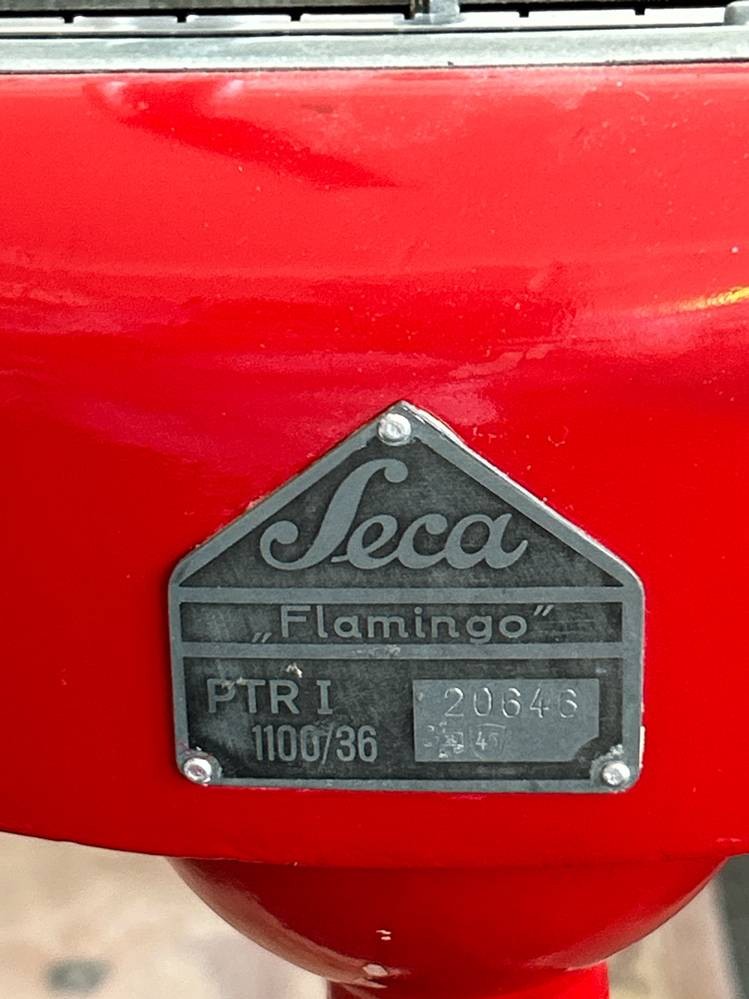 Seca
„Flamingo”
PTR I
1100/36
20646